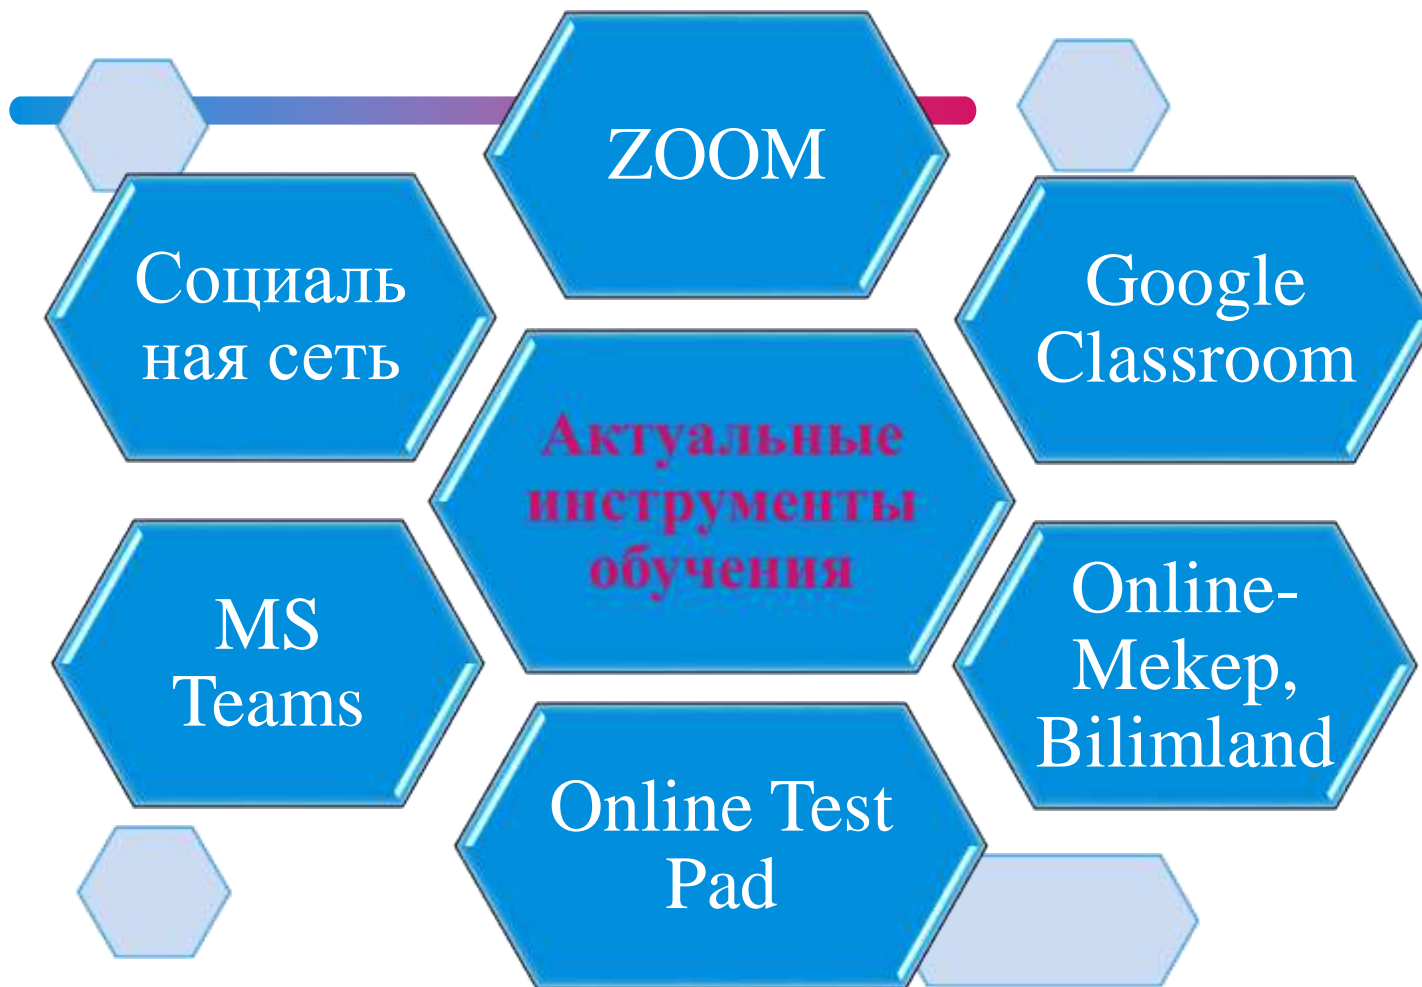 ZOOM
Социаль
ная сеть
Google
Classroom
Актуальные
инструменты
обучения
MS
Teams
Online-
Mekep,
Bilimland
Online Test
Pad